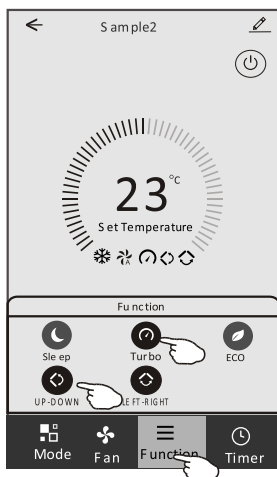 Sample2
23°C
Set Temperature
A
Function
Sleep Turbo ECO
UP-DOWN LEFT-RIGHT
Mode Fan Function Timer